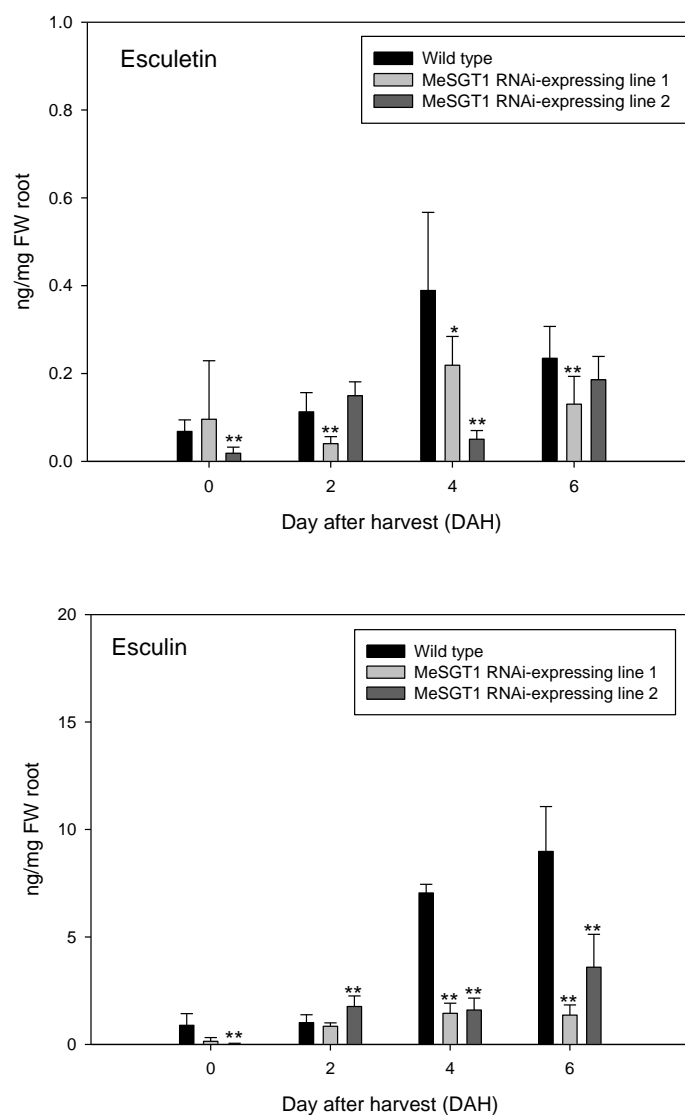 1.0
Esculetin
Wild type
MeSGT1 RNAi-expressing line 1
MeSGT1 RNAi-expressing line 2
0.8
0.6
0.4
0.2
0.0
ng/mg FW root
**
**
*
**
**
0
2
4
6
Day after harvest (DAH)
20
Esculin
Wild type
MeSGT1 RNAi-expressing line 1
MeSGT1 RNAi-expressing line 2
15
10
5
0
ng/mg FW root
**
**
**
**
**
**
0
2
4
6
Day after harvest (DAH)